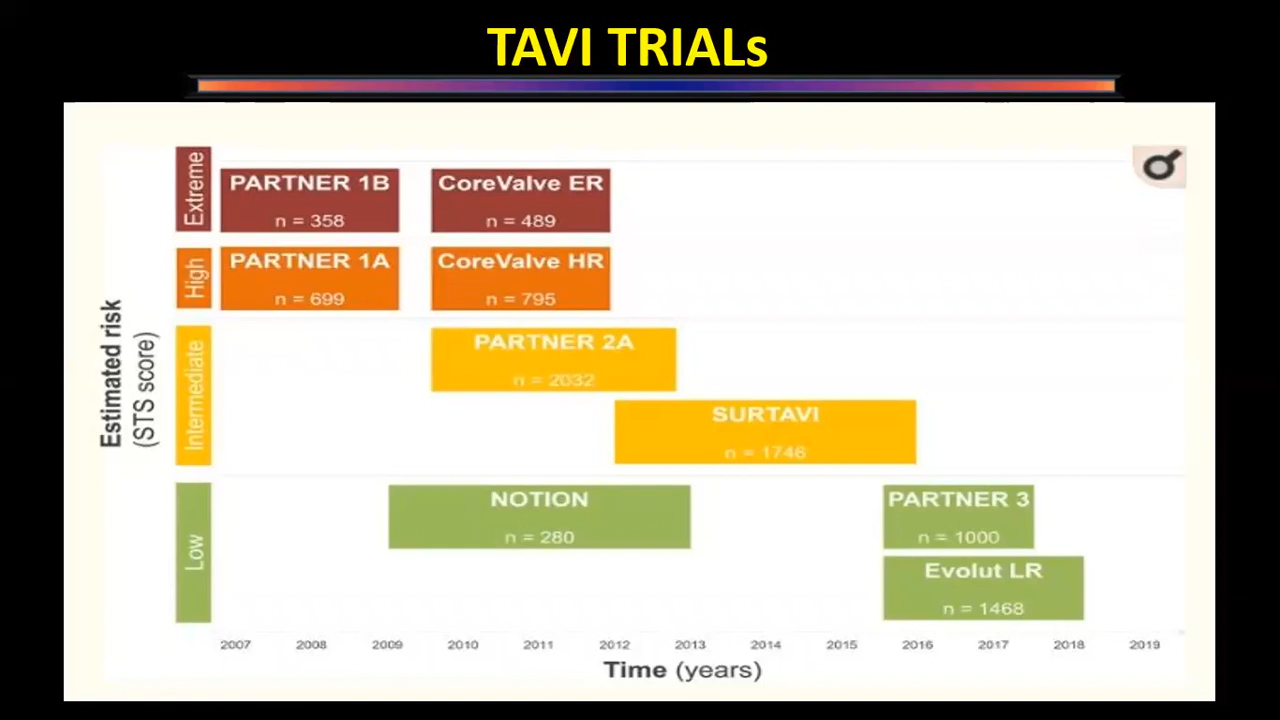 TAVI TRIALs
Estimated risk
(STS score)
Extreme
PARTNER 1B
n = 358
CoreValve ER
n = 489
High
PARTNER 1A
n = 699
CoreValve HR
n = 795
Intermediate
PARTNER 2A
n = 2032
SURTAVI
n = 1746
Low
NOTION
n = 280
PARTNER 3
n = 1000
Evolut LR
n = 1468
2007 2008 2009 2010 2011 2012 2013 2014 2015 2016 2017 2018 2019
Time (years)